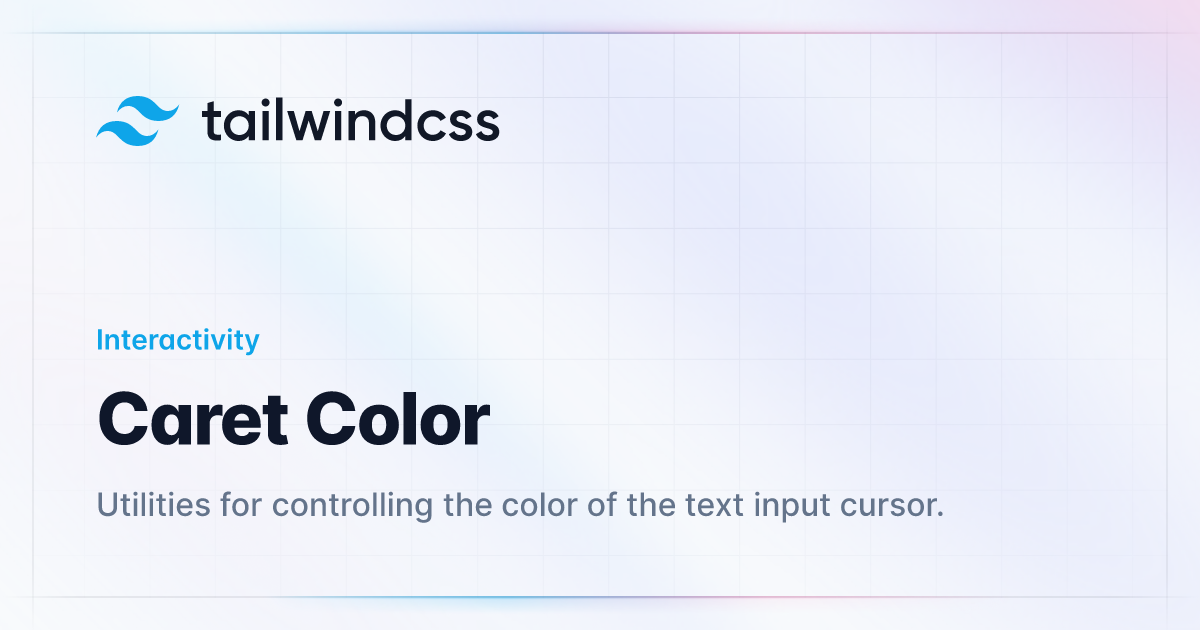 tailwindcss
Interactivity
Caret Color
Utilities for controlling the color of the text input cursor.